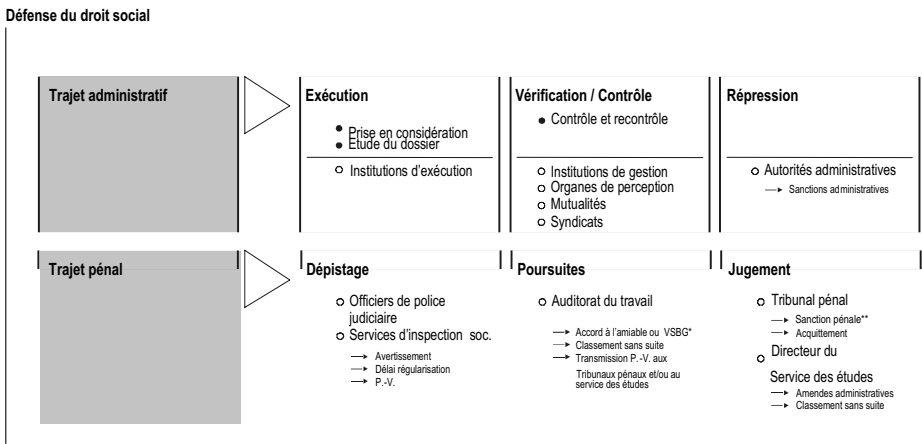 Défense du droit social
Trajet administratif
Exécution
Prise en considération
Etude du dossier
Institutions d'exécution
Vérification / Contrôle
Contrôle et recontrôle
Institutions de gestion
Organes de perception
Mutualités
Syndicats
Répression
Autorités administratives
Sanctions administratives
Trajet pénal
Dépistage
Officiers de police
judiciaire
Services d'inspection soc.
Avertissement
Délai régularisation
P.-V.
Poursuites
Auditorat du travail
Accord à l'amiable ou VSBG*
Classement sans suite
Transmission P.-V. aux
Tribunaux pénaux et/ou au
service des études
Jugement
Tribunal pénal
Sanction pénale**
Acquittement
Directeur du
Service des études
Amendes administratives
Classement sans suite